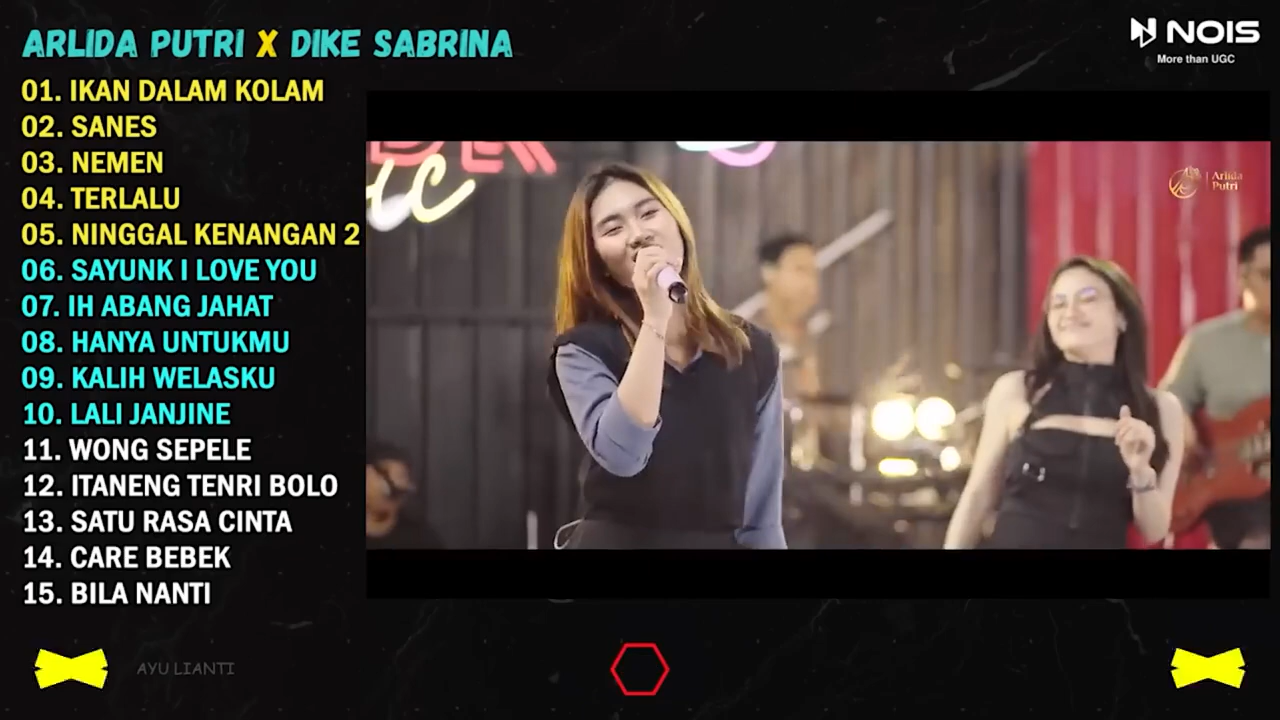 ARLIDA PUTRI X DIKE SABRINA
NOIS
More than UGC
01. IKAN DALAM KOLAM
02. SANES
03. NEMEN
04. TERLALU
05. NINGGAL KENANGAN 2
06. SAYUNK I LOVE YOU
07. IH ABANG JAHAT
08. HANYA UNTUKMU
09. KALIH WELASKU
10. LALI JANJINE
11. WONG SEPELE
12. ITANENG TENRI BOLO
13. SATU RASA CINTA
14. CARE BEBEK
15. BILA NANTI
Arlida
Putri
AYU LIANTI